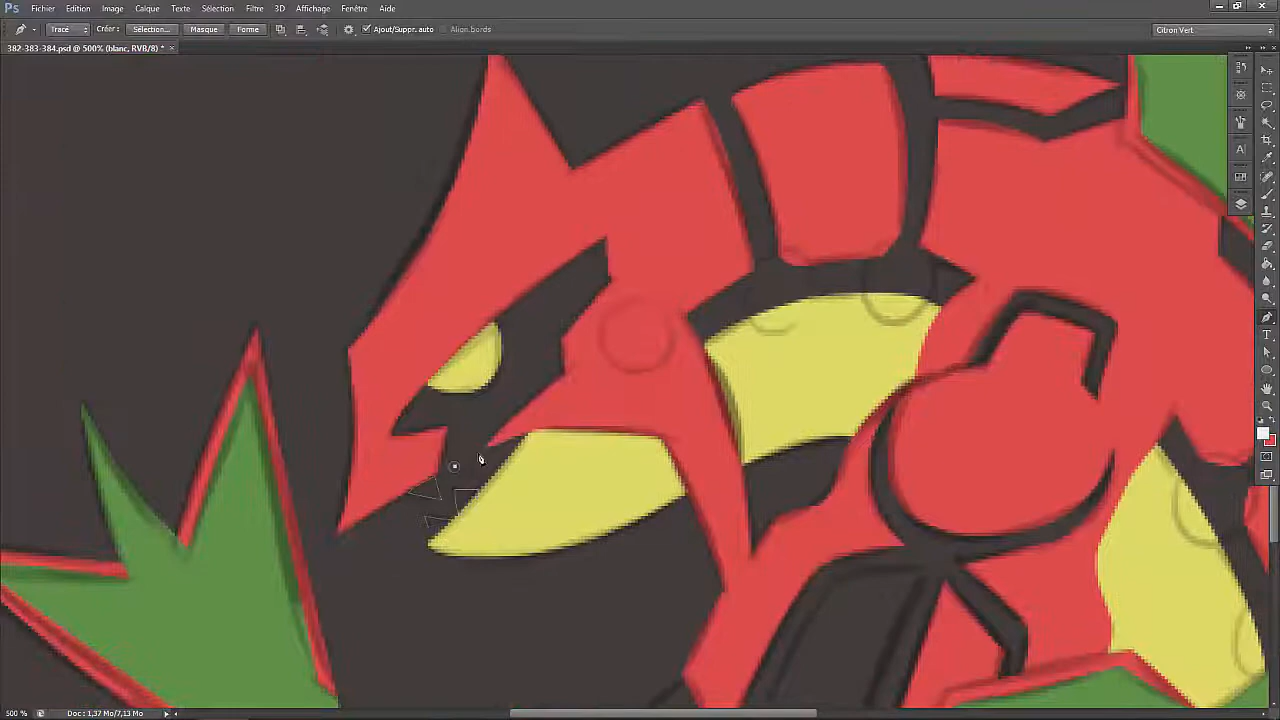 Ps Fichier Edition Image Calque Texte Sélection Filtre 3D Affichage Fenêtre Aide
Tracé Créer : Sélection... Masque Forme Ajout/Suppr. auto Align.bords Citron Vert
382-383-384.psd @ 500% (blanc, RVB/8) * ×
500 % Doc : 1,37 Mo/7,13 Mo